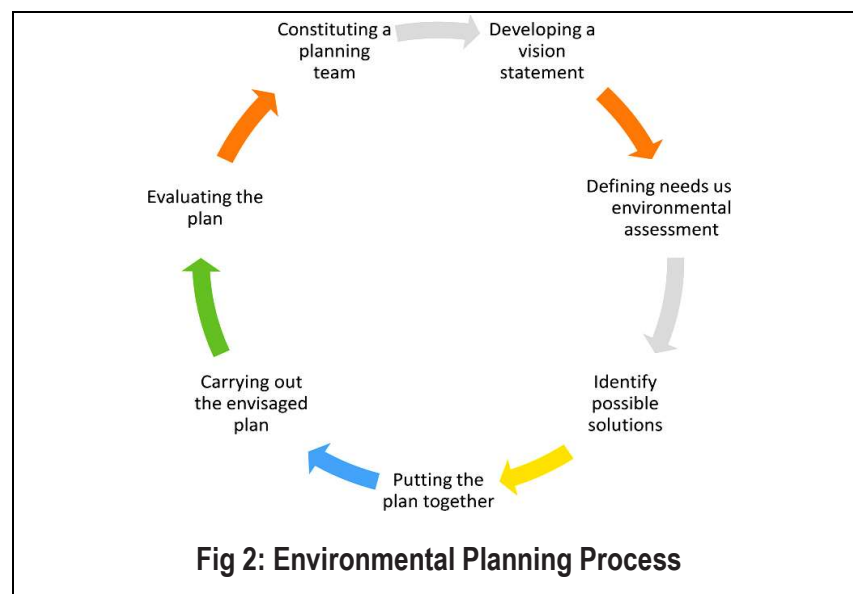 Constituting a
planning
team
Developing a
vision
statement
Defining needs us
environmental
assessment
Identify
possible
solutions
Putting the
plan together
Carrying out
the envisaged
plan
Evaluating the
plan
Fig 2: Environmental Planning Process